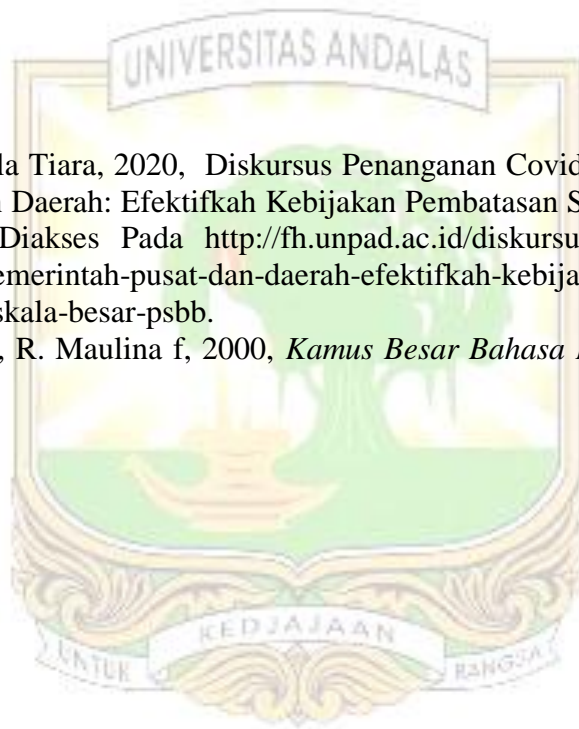 UNIVERSITAS ANDALAS
la Tiara, 2020, Diskursus Penanganan Covid
Daerah: Efektifkah Kebijakan Pembatasan S
Diakses Pada http://fh.unpad.ac.id/diskursu
emerintah-pusat-dan-daerah-efektifkah-kebija
skala-besar-psbb.
, R. Maulina f, 2000, Kamus Besar Bahasa
UNTUK KEDJAJAAN BANGSA